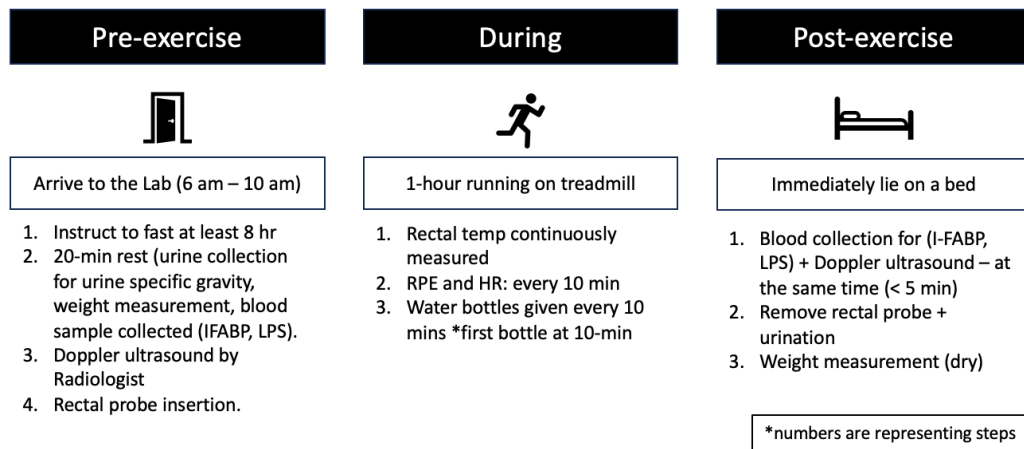 Pre-exercise
Arrive to the Lab (6 am – 10 am)
1. Instruct to fast at least 8 hr
2. 20-min rest (urine collection
for urine specific gravity,
weight measurement, blood
sample collected (IFABP, LPS).
3. Doppler ultrasound by
Radiologist
4. Rectal probe insertion.
During
1-hour running on treadmill
1. Rectal temp continuously
measured
2. RPE and HR: every 10 min
3. Water bottles given every 10
mins *first bottle at 10-min
Post-exercise
Immediately lie on a bed
1. Blood collection for (I-FABP,
LPS) + Doppler ultrasound – at
the same time (< 5 min)
2. Remove rectal probe +
urination
3. Weight measurement (dry)
*numbers are representing steps